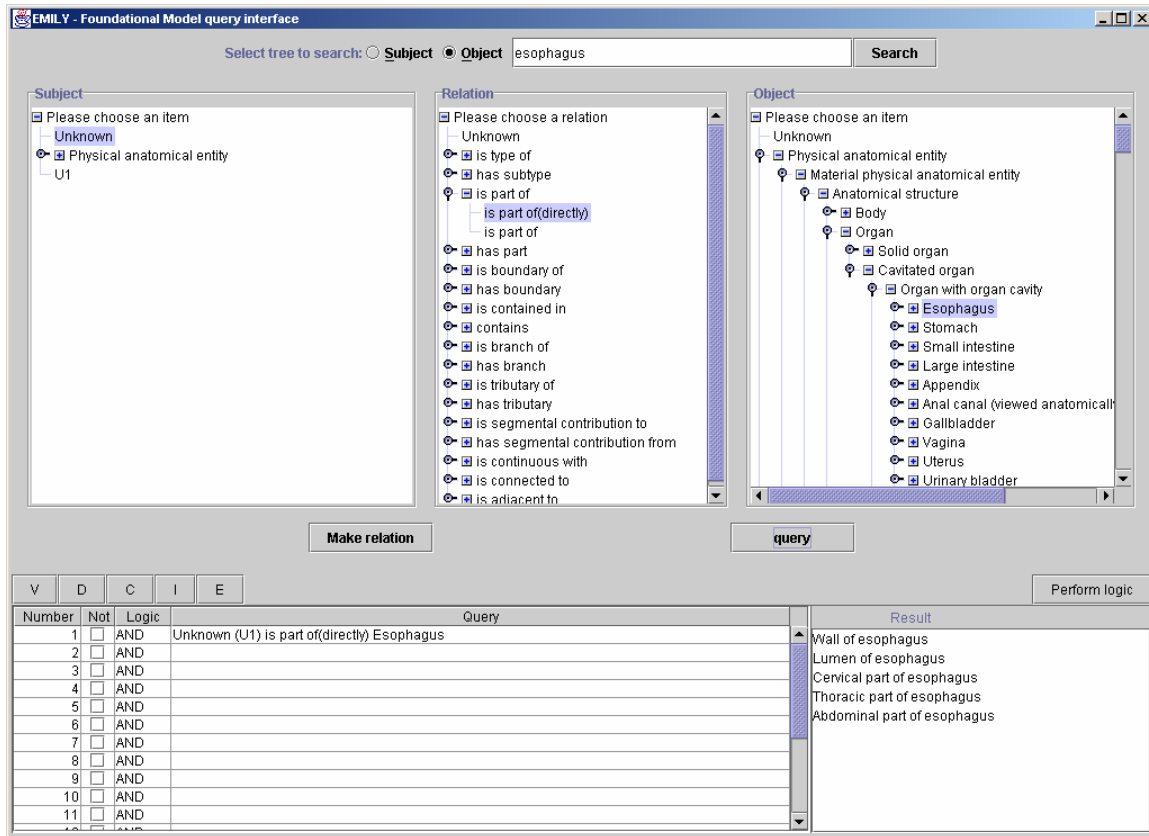 EMILY - Foundational Model query interface
Select tree to search: Subject Object esophagus Search
Subject
Please choose an item
Unknown
Physical anatomical entity
U1
Relation
Please choose a relation
Unknown
is type of
has subtype
is part of
is part of(directly)
is part of
has part
is boundary of
has boundary
is contained in
contains
is branch of
has branch
is tributary of
has tributary
is segmental contribution to
has segmental contribution from
is continuous with
is connected to
is adjacent to
Object
Please choose an item
Unknown
Physical anatomical entity
Material physical anatomical entity
Anatomical structure
Body
Organ
Solid organ
Cavitated organ
Organ with organ cavity
Esophagus
Stomach
Small intestine
Large intestine
Appendix
Anal canal (viewed anatomicall
Gallbladder
Vagina
Uterus
Urinary bladder
Make relation query
V D C I E Perform logic
Number Not Logic Query
1 AND Unknown (U1) is part of(directly) Esophagus
2 AND
3 AND
4 AND
5 AND
6 AND
7 AND
8 AND
9 AND
10 AND
11 AND
Result
Wall of esophagus
Lumen of esophagus
Cervical part of esophagus
Thoracic part of esophagus
Abdominal part of esophagus